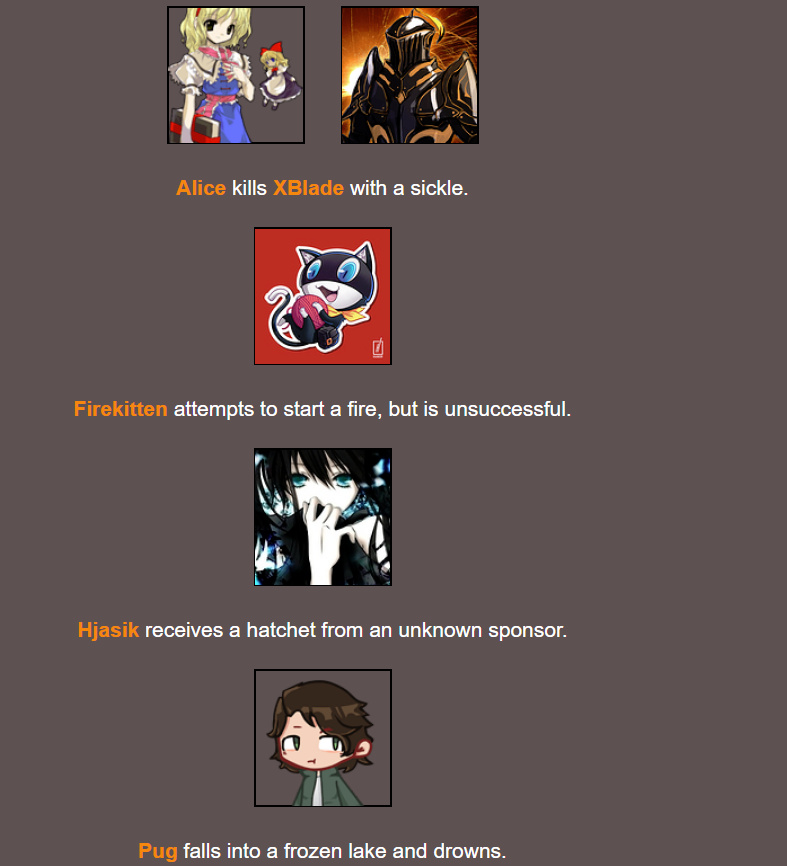 Alice kills XBlade with a sickle.
Firekitten attempts to start a fire, but is unsuccessful.
Hjasik receives a hatchet from an unknown sponsor.
Pug falls into a frozen lake and drowns.